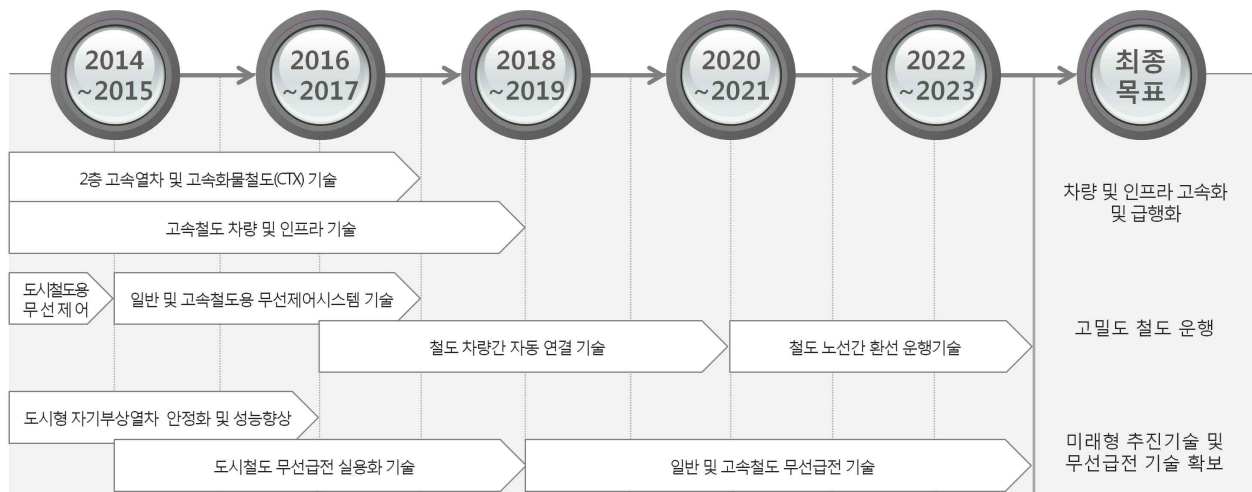 2014
~2015
2016
~2017
2018
~2019
2020
~2021
2022
~2023
최종
목표
2층 고속열차 및 고속화물철도(CTX) 기술
고속철도 차량 및 인프라 기술
차량 및 인프라 고속화
및 급행화
도시철도용
무선제어
일반 및 고속철도용 무선제어시스템 기술
철도 차량간 자동 연결 기술
철도 노선간 환선 운행기술
고밀도 철도 운행
도시형 자기부상열차 안정화 및 성능향상
도시철도 무선급전 실용화 기술
일반 및 고속철도 무선급전 기술
미래형 추진기술 및
무선급전 기술 확보